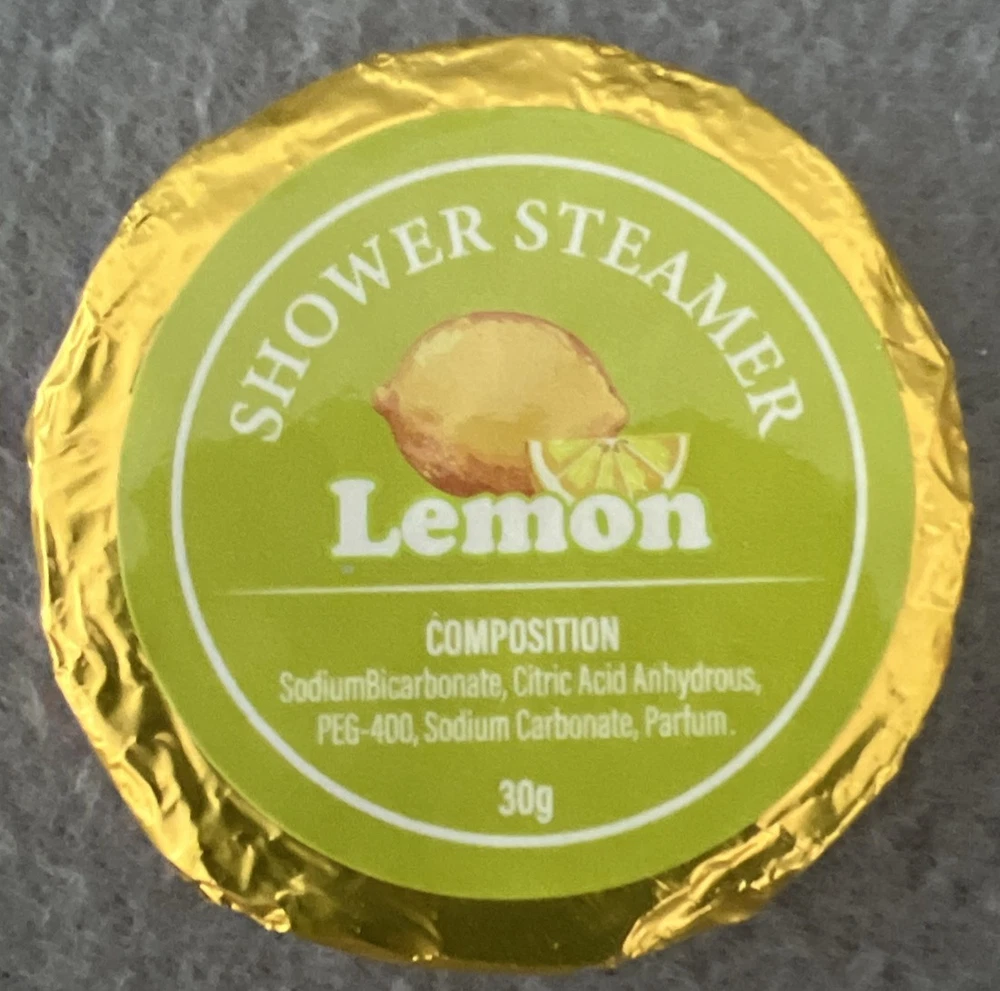 SHOWER STEAMER
Lemon
COMPOSITION
SodiumBicarbonate, Citric Acid Anhydrous,
PEG-400, Sodium Carbonate, Parfum.
30g